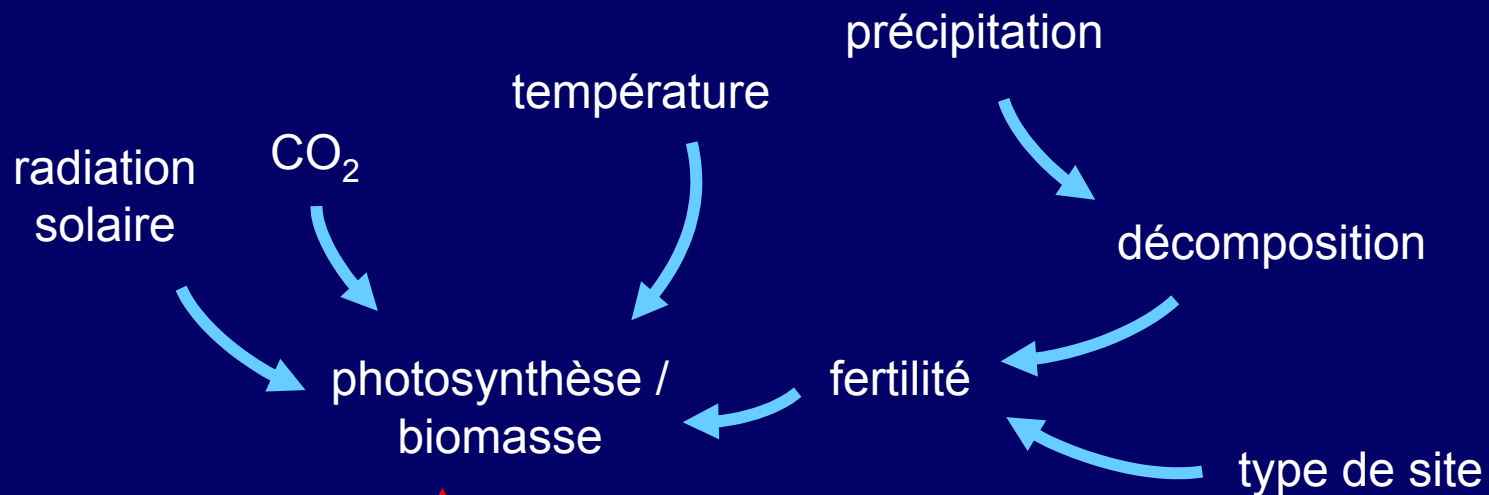 précipitation
température
CO₂
radiation
solaire
décomposition
photosynthèse /
biomasse
fertilité
type de site